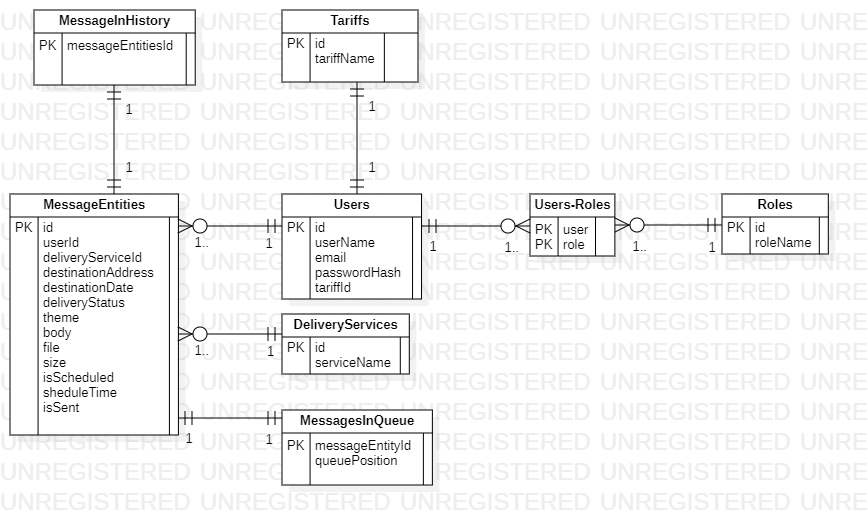 MessageInHistory
PK messageEntitiesId
Tariffs
PK id
tariffName
1
1
1
1
MessageEntities
PK id
userId
deliveryServiceId
destinationAddress
destinationDate
deliveryStatus
theme
body
file
size
isScheduled
sheduleTime
isSent
1..
1
Users
PK id
userName
email
passwordHash
tariffId
1
1..
Users-Roles
PK user
PK role
1..
1
Roles
PK id
roleName
1..
1
DeliveryServices
PK id
serviceName
1
1
MessagesInQueue
PK messageEntityId
queuePosition
UNREGISTERED UNREGISTERED UNREGISTERED UNREGISTERED UNRE